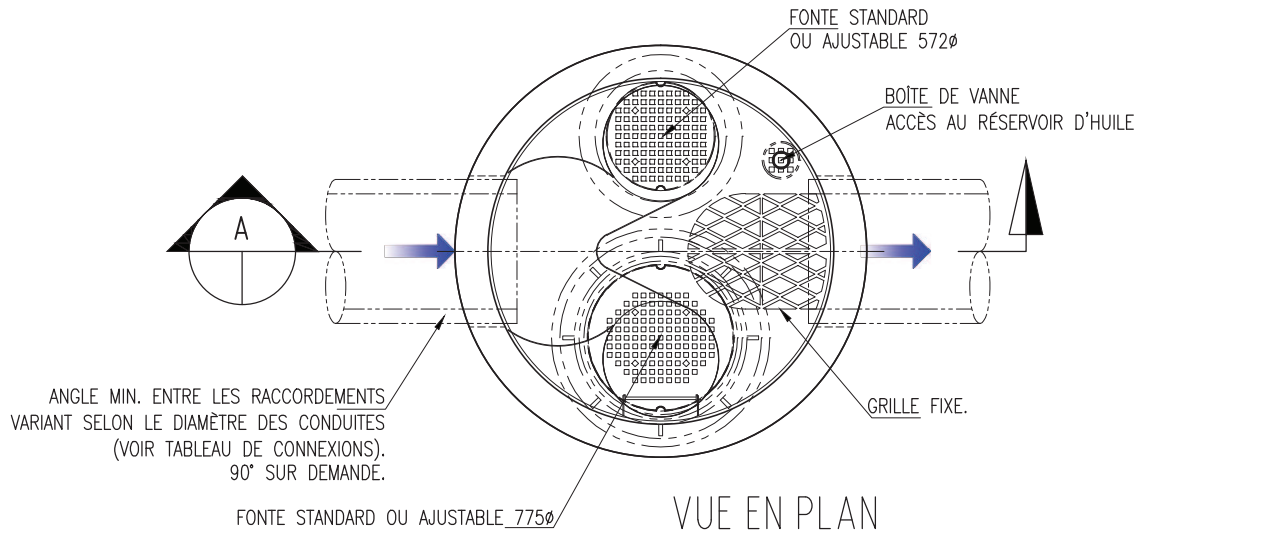 FONTE STANDARD
OU AJUSTABLE 572ø
BOÎTE DE VANNE
ACCÈS AU RÉSERVOIR D'HUILE
A
ANGLE MIN. ENTRE LES RACCORDEMENTS
VARIANT SELON LE DIAMÈTRE DES CONDUITES
(VOIR TABLEAU DE CONNEXIONS).
90° SUR DEMANDE.
GRILLE FIXE.
FONTE STANDARD OU AJUSTABLE 775ø
VUE EN PLAN